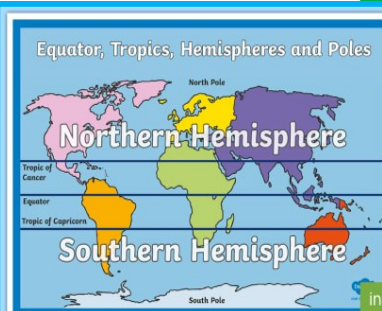 Equator, Tropics, Hemispheres and Poles
North Pole
Northern Hemisphere
Tropic of
Cancer
Equator
Tropic of Capricorn
Southern Hemisphere
South Pole
in